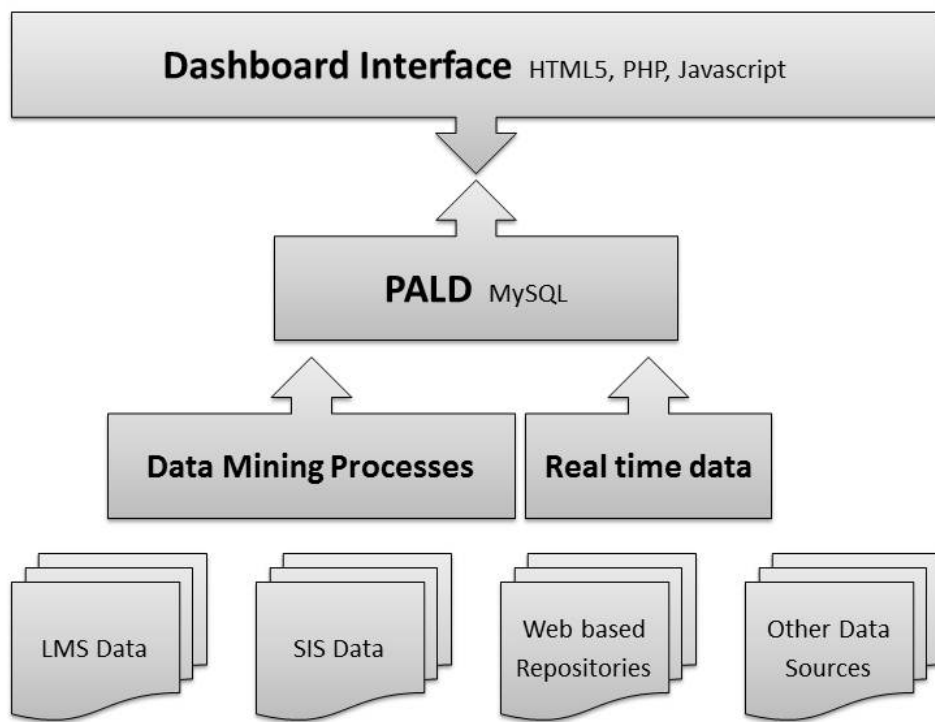 Dashboard Interface HTML5, PHP, Javascript
PALD MySQL
Data Mining Processes
Real time data
LMS Data
SIS Data
Web based
Repositories
Other Data
Sources